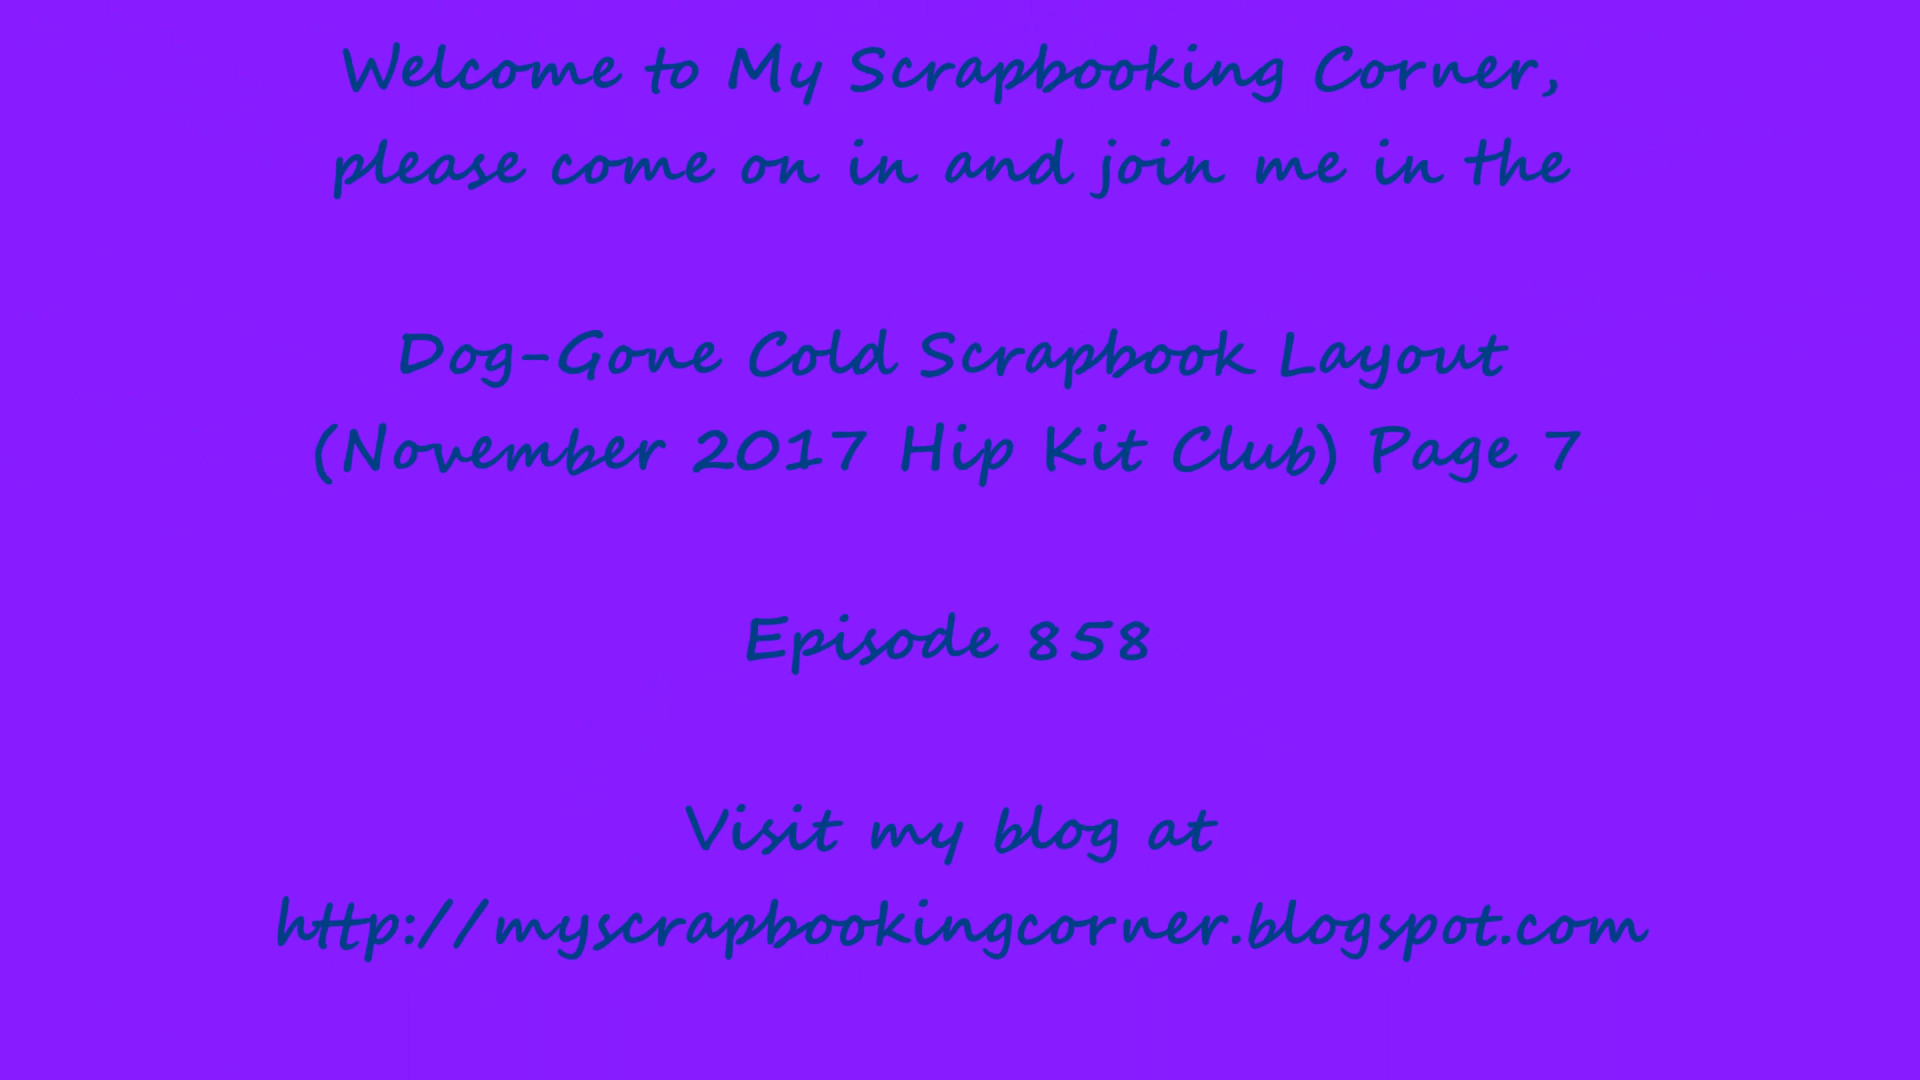 Welcome to My Scrapbooking Corner,
please come on in and join me in the
Dog-Gone Cold Scrapbook Layout
(November 2017 Hip Kit Club) Page 7
Episode 858
Visit my blog at
http://myscrapbookingcorner.blogspot.com